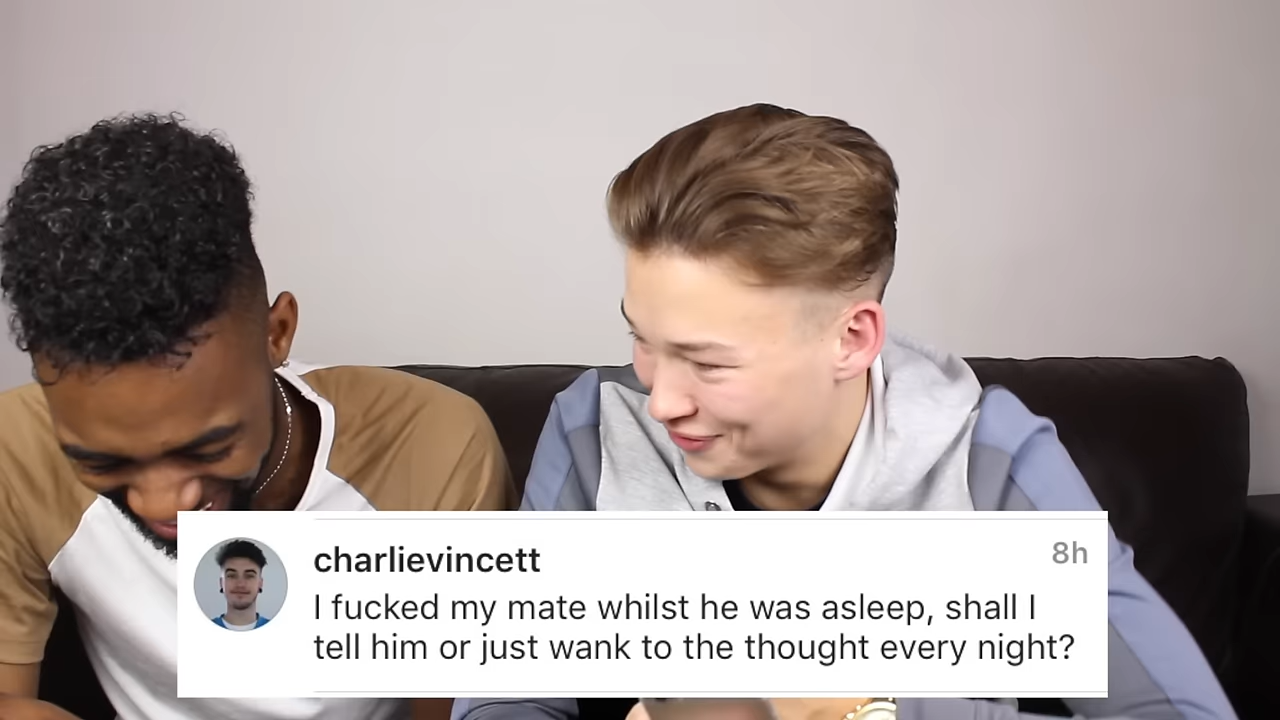 charlievincett
8h
I fucked my mate whilst he was asleep, shall I
tell him or just wank to the thought every night?